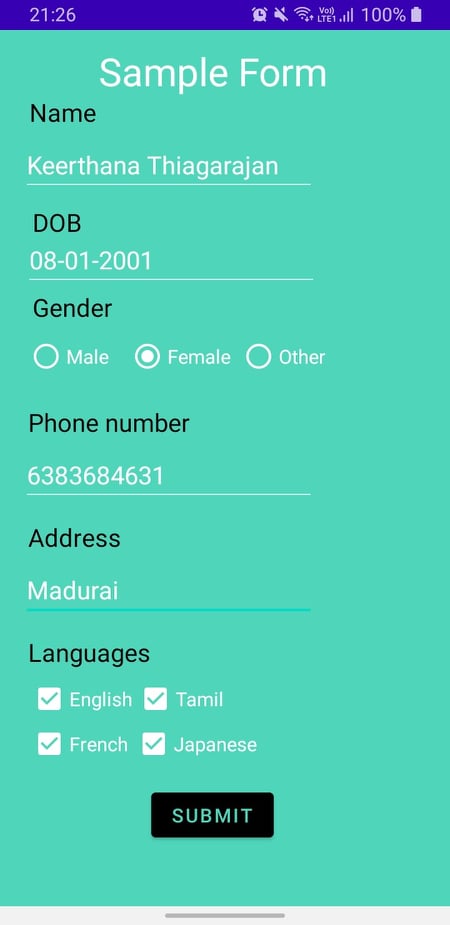 21:26 Vo)) LTE1 100%
Sample Form
Name
Keerthana Thiagarajan
DOB
08-01-2001
Gender
Male Female Other
Phone number
6383684631
Address
Madurai
Languages
English Tamil
French Japanese
SUBMIT